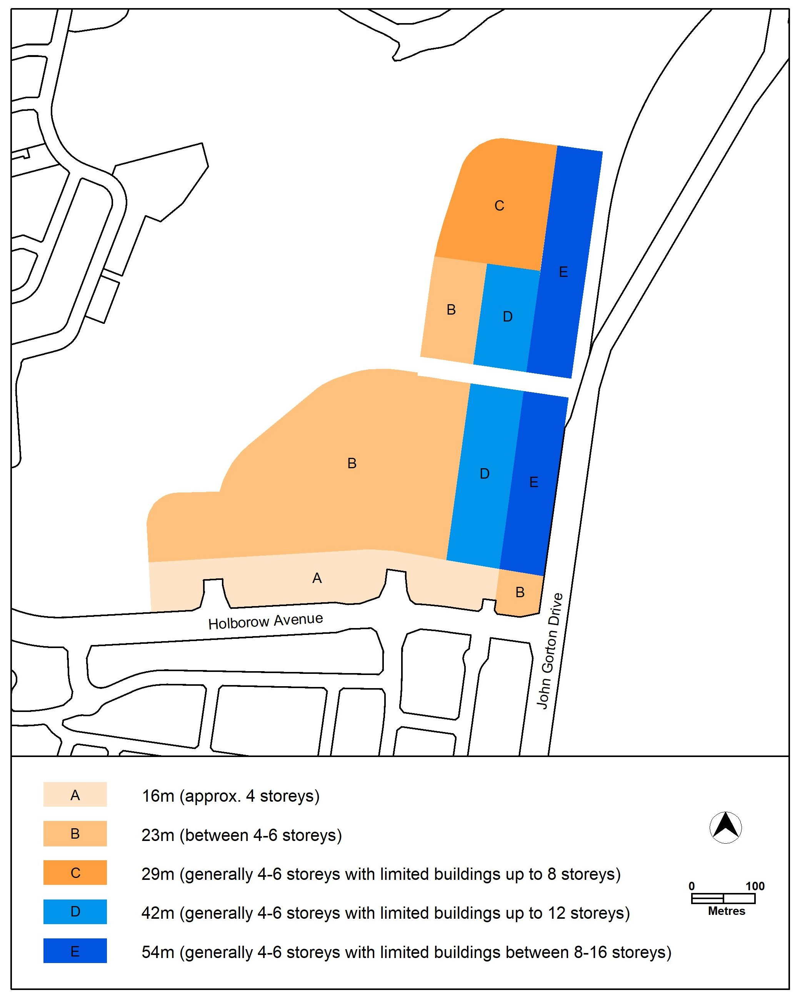 C
E
B
D
B
D
E
A
B
Holborow Avenue
John Gorton Drive
A 16m (approx. 4 storeys)
B 23m (between 4-6 storeys)
C 29m (generally 4-6 storeys with limited buildings up to 8 storeys)
D 42m (generally 4-6 storeys with limited buildings up to 12 storeys)
E 54m (generally 4-6 storeys with limited buildings between 8-16 storeys)
0 100
Metres